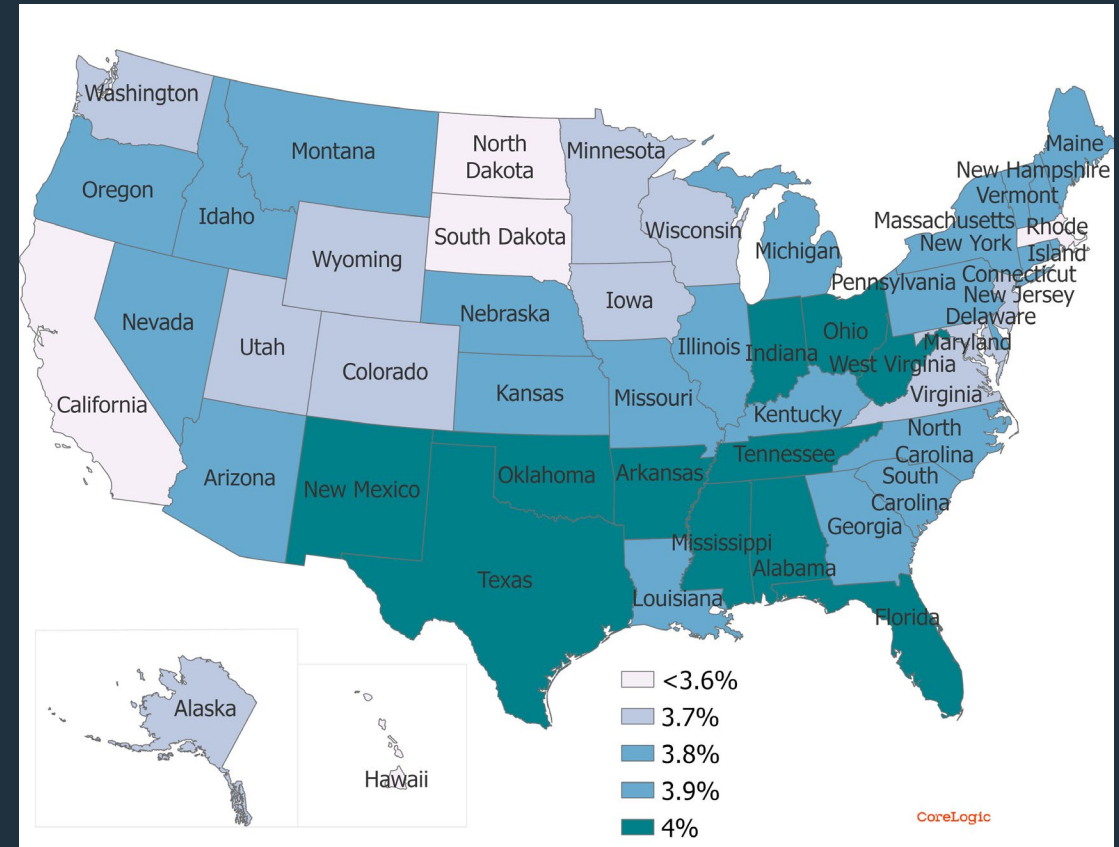 Washington
Montana
North
Dakota
Minnesota
Maine
New Hampshire
Oregon
Idaho
Vermont
Massachusetts
Rhode
Island
South Dakota
Wisconsin
Michigan
New York
Wyoming
Pennsylvania
Connecticut
New Jersey
Iowa
Nebraska
Delaware
Nevada
Utah
Ohio
Maryland
Illinois
Indiana
West Virginia
Colorado
Kansas
Missouri
Virginia
California
Kentucky
North
Carolina
Tennessee
Arizona
New Mexico
Oklahoma
Arkansas
South
Carolina
Georgia
Mississippi
Alabama
Texas
Louisiana
Florida
Alaska
Hawaii
<3.6%
3.7%
3.8%
3.9%
4%
CoreLogic